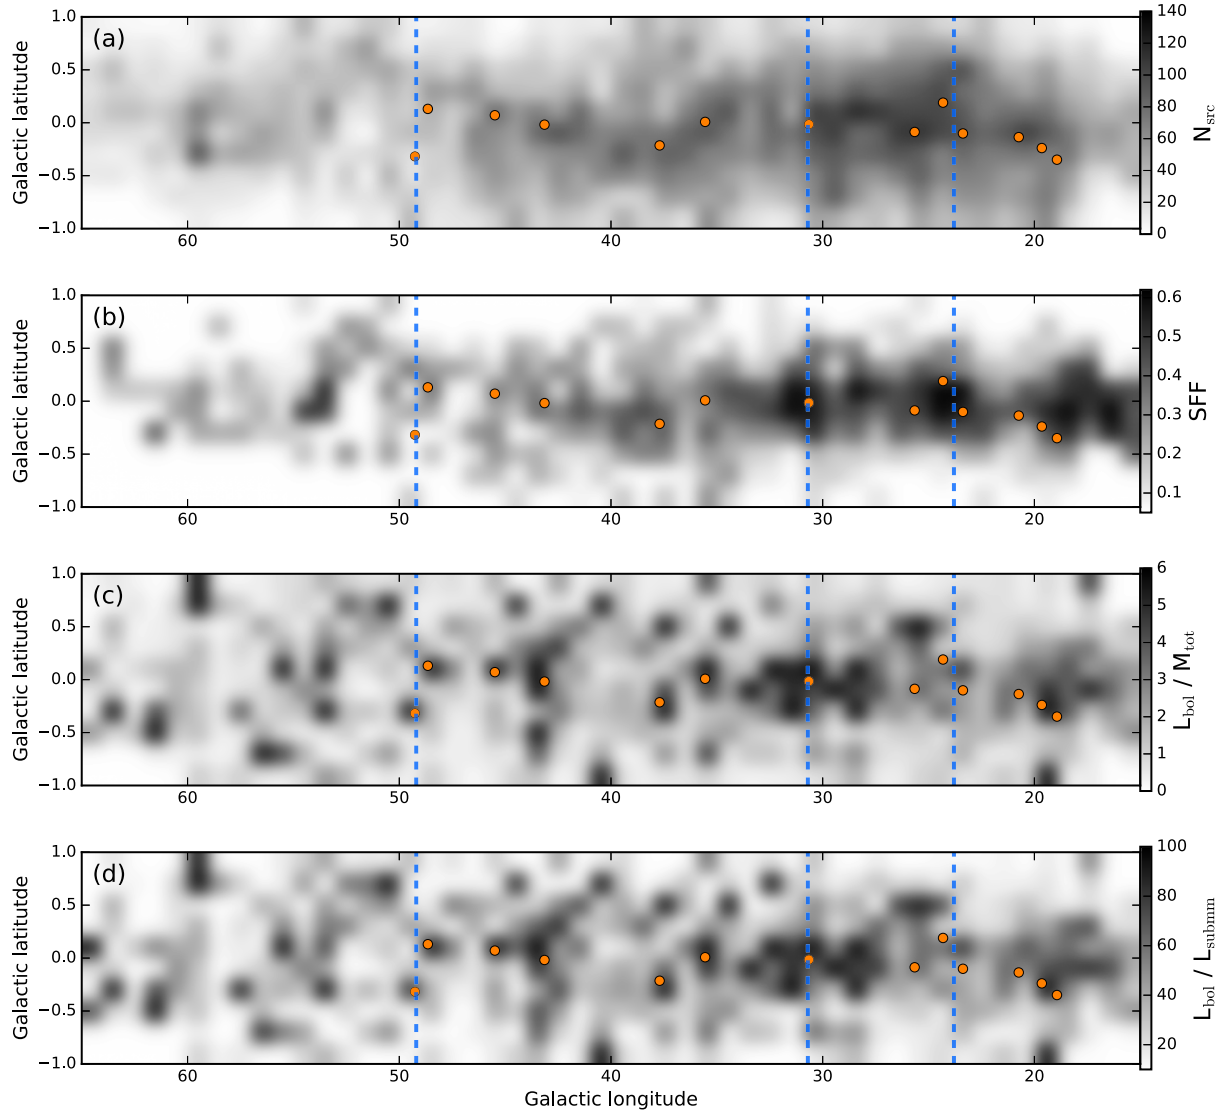 (a)
Galactic latitutde
1.0
0.5
0.0
−0.5
−1.0
60 50 40 30 20
140
120
100
80
60
40
20
0
N_src
(b)
Galactic latitutde
1.0
0.5
0.0
−0.5
−1.0
60 50 40 30 20
0.6
0.5
0.4
0.3
0.2
0.1
SFF
(c)
Galactic latitutde
1.0
0.5
0.0
−0.5
−1.0
60 50 40 30 20
6
5
4
3
2
1
0
L_bol / M_tot
(d)
Galactic latitutde
1.0
0.5
0.0
−0.5
−1.0
60 50 40 30 20
100
80
60
40
20
L_bol / L_submm
Galactic longitude